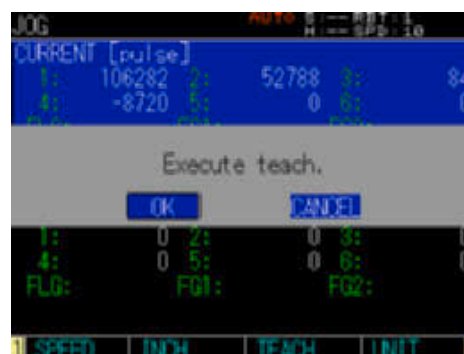 JOG AUTO S:-- RBT:1
H:-- SPD:10
CURRENT [pulse]
1: 106282 2: 52788 3: 84
4: -8720 5: 0 6:
Execute teach.
OK CANCEL
1: 0 2: 0 3:
4: 0 5: 0 6:
FLG: FG1: FG2:
1 SPEED INCH TEACH UNIT